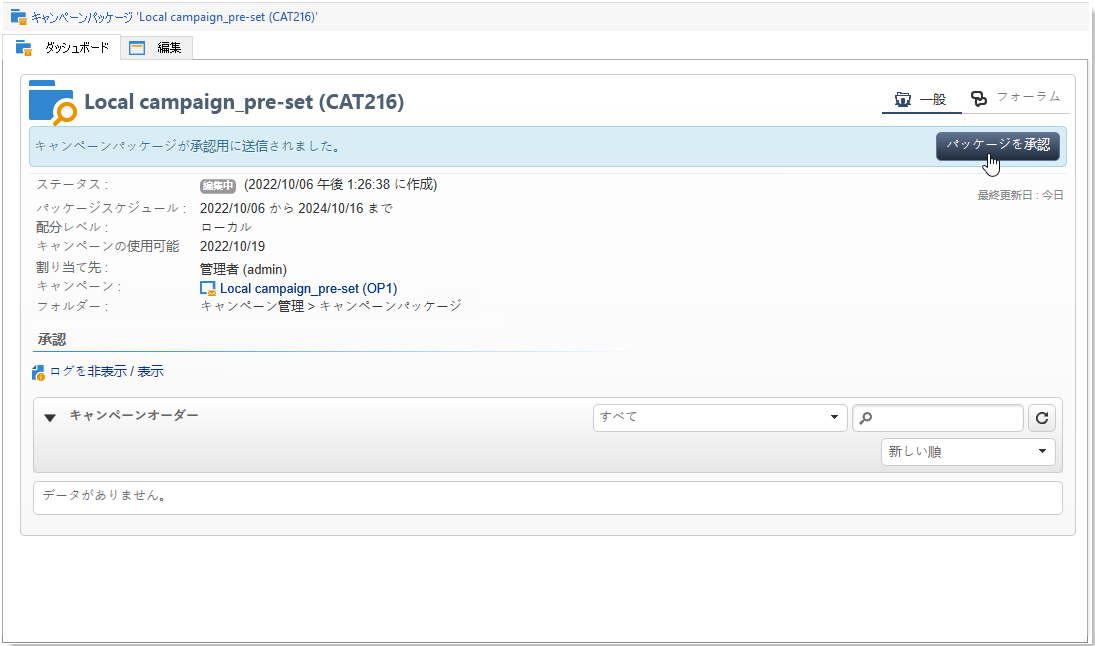 キャンペーンパッケージ 'Local campaign_pre-set (CAT216)'
ダッシュボード 編集
Local campaign_pre-set (CAT216)
一般 フォーラム
キャンペーンパッケージが承認用に送信されました。
パッケージを承認
ステータス : 編集中 (2022/10/06 午後 1:26:38 に作成)
最終更新日 : 今日
パッケージスケジュール : 2022/10/06 から 2024/10/16 まで
配分レベル : ローカル
キャンペーンの使用可能 2022/10/19
割り当て先 : 管理者 (admin)
キャンペーン : Local campaign_pre-set (OP1)
フォルダー : キャンペーン管理 > キャンペーンパッケージ
承認
ログを非表示 / 表示
キャンペーンオーダー すべて
新しい順
データがありません。